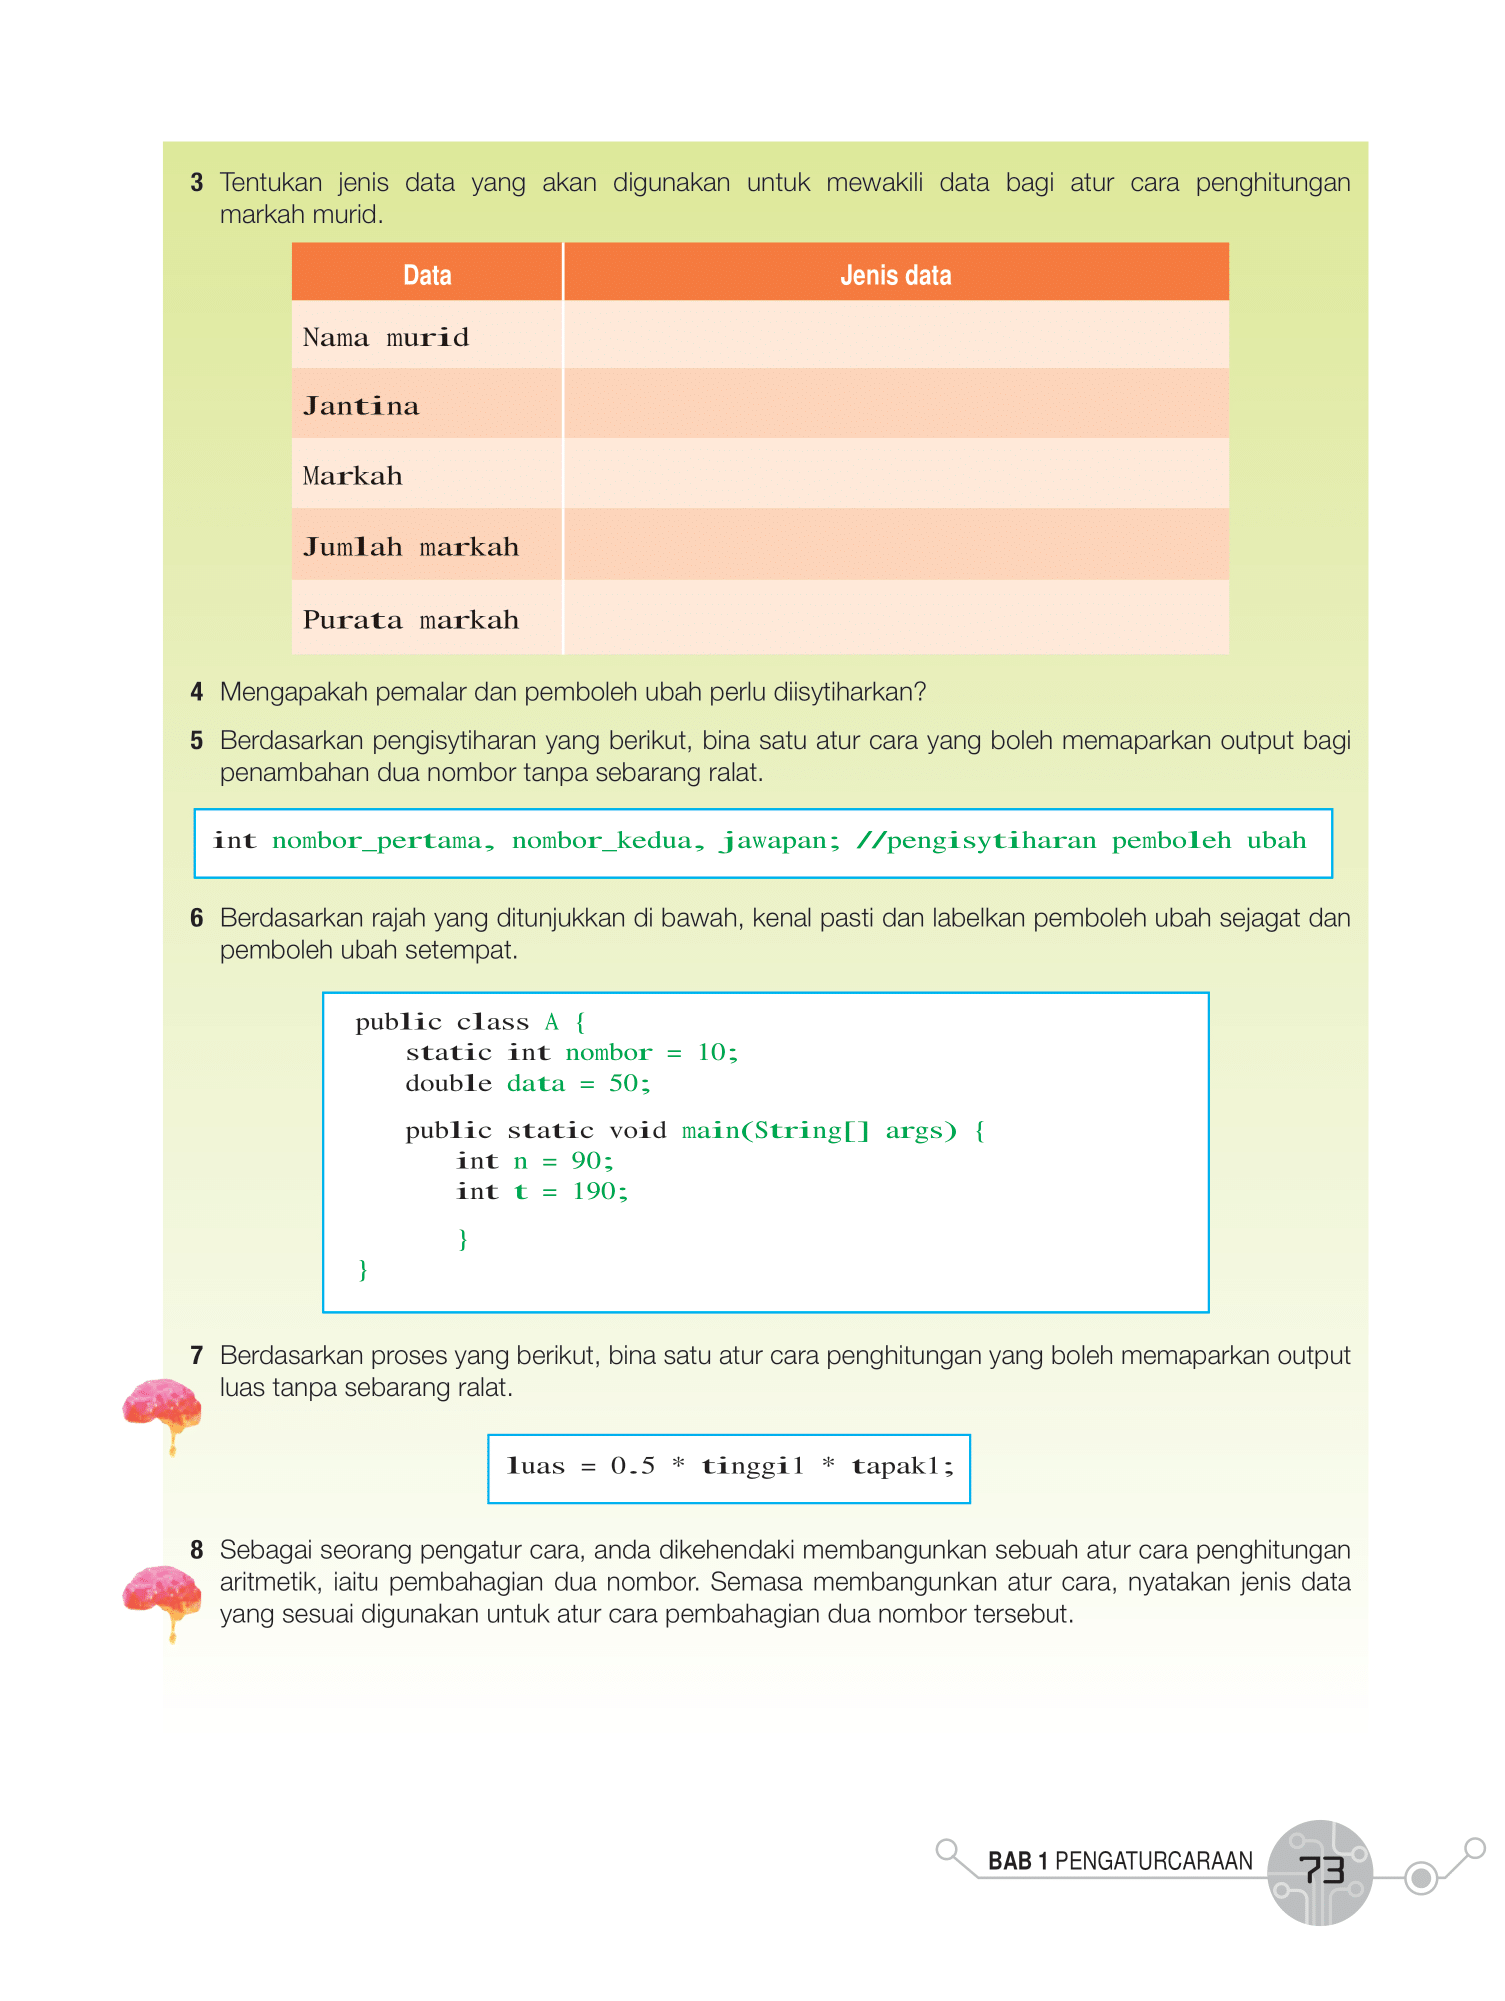 3 Tentukan jenis data yang akan digunakan untuk mewakili data bagi atur cara penghitungan
markah murid.
Data Jenis data
Nama murid
Jantina
Markah
Jumlah markah
Purata markah
4 Mengapakah pemalar dan pemboleh ubah perlu diisytiharkan?
5 Berdasarkan pengisytiharan yang berikut, bina satu atur cara yang boleh memaparkan output bagi
penambahan dua nombor tanpa sebarang ralat.
int nombor_pertama, nombor_kedua, jawapan; //pengisytiharan pemboleh ubah
6 Berdasarkan rajah yang ditunjukkan di bawah, kenal pasti dan labelkan pemboleh ubah sejagat dan
pemboleh ubah setempat.
public class A {
static int nombor = 10;
double data = 50;
public static void main(String[] args) {
int n = 90;
int t = 190;
}
}
7 Berdasarkan proses yang berikut, bina satu atur cara penghitungan yang boleh memaparkan output
luas tanpa sebarang ralat.
luas = 0.5 * tinggi1 * tapak1;
8 Sebagai seorang pengatur cara, anda dikehendaki membangunkan sebuah atur cara penghitungan
aritmetik, iaitu pembahagian dua nombor. Semasa membangunkan atur cara, nyatakan jenis data
yang sesuai digunakan untuk atur cara pembahagian dua nombor tersebut.
BAB 1 PENGATURCARAAN 73